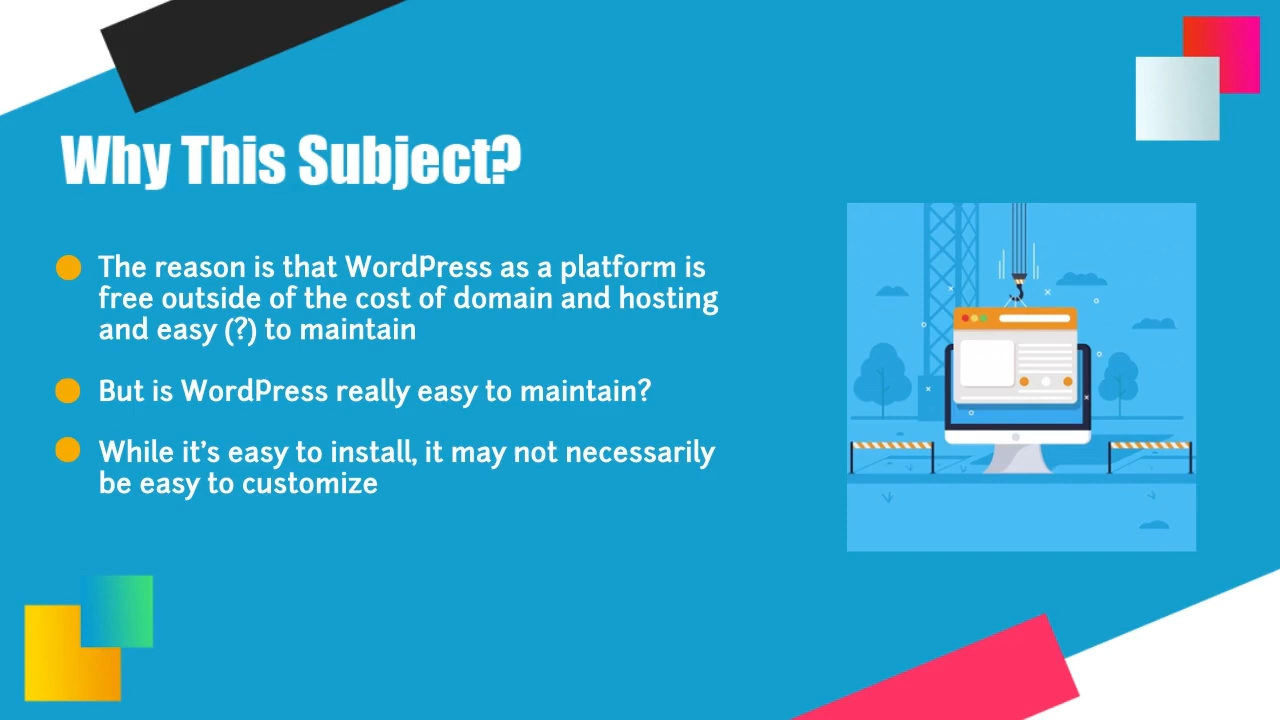 Why This Subject?
The reason is that WordPress as a platform is
free outside of the cost of domain and hosting
and easy (?) to maintain
But is WordPress really easy to maintain?
While it’s easy to install, it may not necessarily
be easy to customize